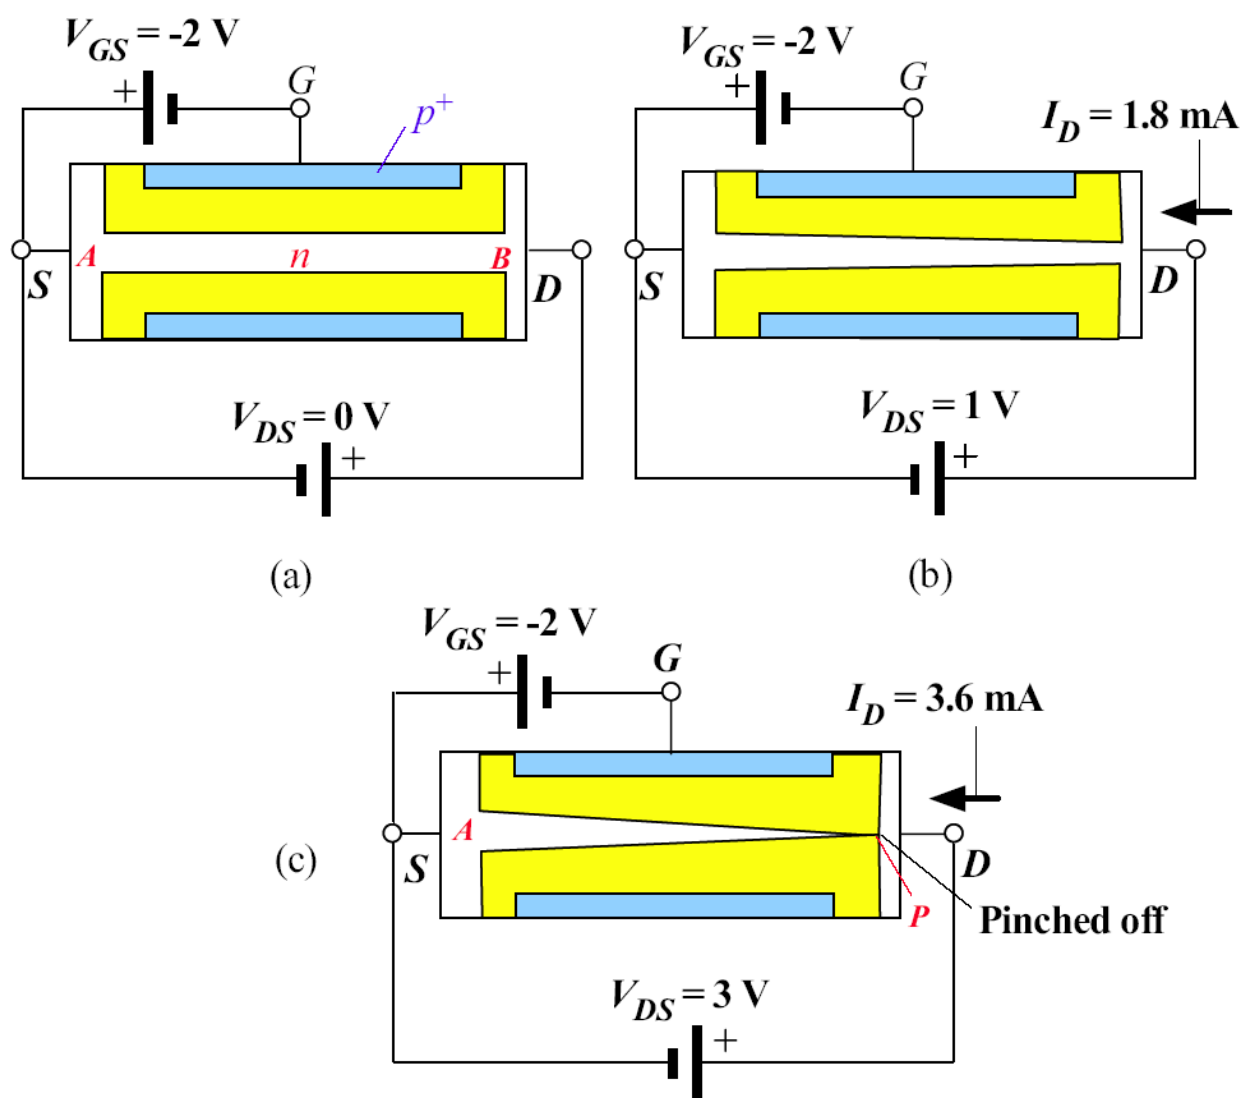 V_GS = -2 V
+ G
p+
A n B
S D
V_DS = 0 V
+
(a)
V_GS = -2 V
+ G
I_D = 1.8 mA
S D
V_DS = 1 V
+
(b)
V_GS = -2 V
+ G
I_D = 3.6 mA
A
S D
(c)
P
Pinched off
V_DS = 3 V
+